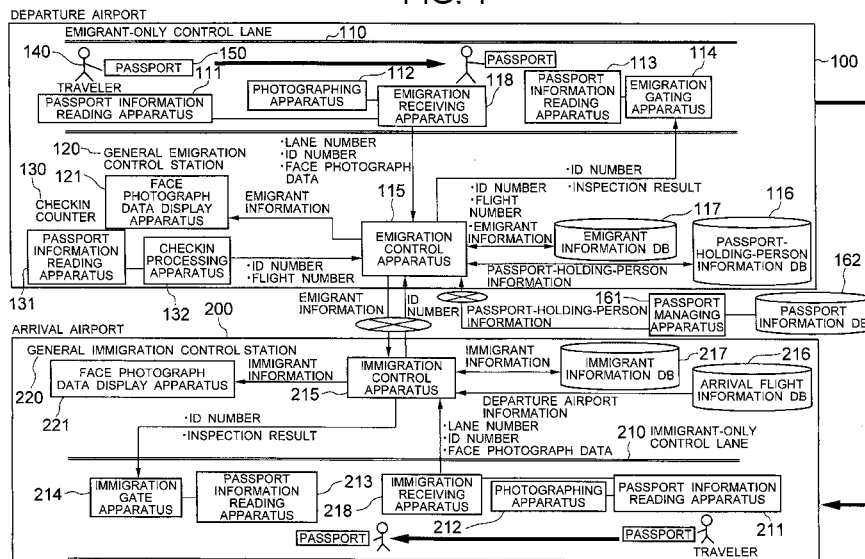 DEPARTURE AIRPORT
EMIGRANT-ONLY CONTROL LANE
110
140
PASSPORT
150
TRAVELER
111
PASSPORT INFORMATION
READING APPARATUS
112
PHOTOGRAPHING
APPARATUS
PASSPORT
118
EMIGRATION
RECEIVING
APPARATUS
113
PASSPORT
INFORMATION
READING
APPARATUS
114
EMIGRATION
GATING
APPARATUS
100
・LANE NUMBER
・ID NUMBER
・FACE PHOTOGRAPH
DATA
120
GENERAL EMIGRATION
CONTROL STATION
121
FACE
PHOTOGRAPH
DATA DISPLAY
APPARATUS
130
CHECKIN
COUNTER
EMIGRANT
INFORMATION
115
EMIGRATION
CONTROL
APPARATUS
・ID NUMBER
・INSPECTION RESULT
・ID NUMBER
・FLIGHT
NUMBER
・EMIGRANT
INFORMATION
117
EMIGRANT
INFORMATION DB
116
PASSPORT-
HOLDING-PERSON
INFORMATION DB
PASSPORT
INFORMATION
READING
APPARATUS
131
CHECKIN
PROCESSING
APPARATUS
132
・ID NUMBER
・FLIGHT NUMBER
PASSPORT-HOLDING-PERSON
INFORMATION
EMIGRANT
INFORMATION
ID
NUMBER
PASSPORT-HOLDING-PERSON
INFORMATION
161
PASSPORT
MANAGING
APPARATUS
162
PASSPORT
INFORMATION DB
200
ARRIVAL AIRPORT
GENERAL IMMIGRATION CONTROL STATION
220
FACE PHOTOGRAPH
DATA DISPLAY APPARATUS
221
IMMIGRANT
INFORMATION
IMMIGRATION
CONTROL
APPARATUS
215
IMMIGRANT
INFORMATION
217
IMMIGRANT
INFORMATION DB
216
ARRIVAL FLIGHT
INFORMATION DB
DEPARTURE AIRPORT
INFORMATION
・ID NUMBER
・INSPECTION RESULT
・LANE NUMBER
・ID NUMBER
・FACE PHOTOGRAPH DATA
210
IMMIGRANT-ONLY
CONTROL LANE
214
IMMIGRATION
GATE
APPARATUS
PASSPORT
INFORMATION
READING
APPARATUS
213
218
IMMIGRATION
RECEIVING
APPARATUS
PHOTOGRAPHING
APPARATUS
212
PASSPORT INFORMATION
READING APPARATUS
211
PASSPORT
PASSPORT
TRAVELER